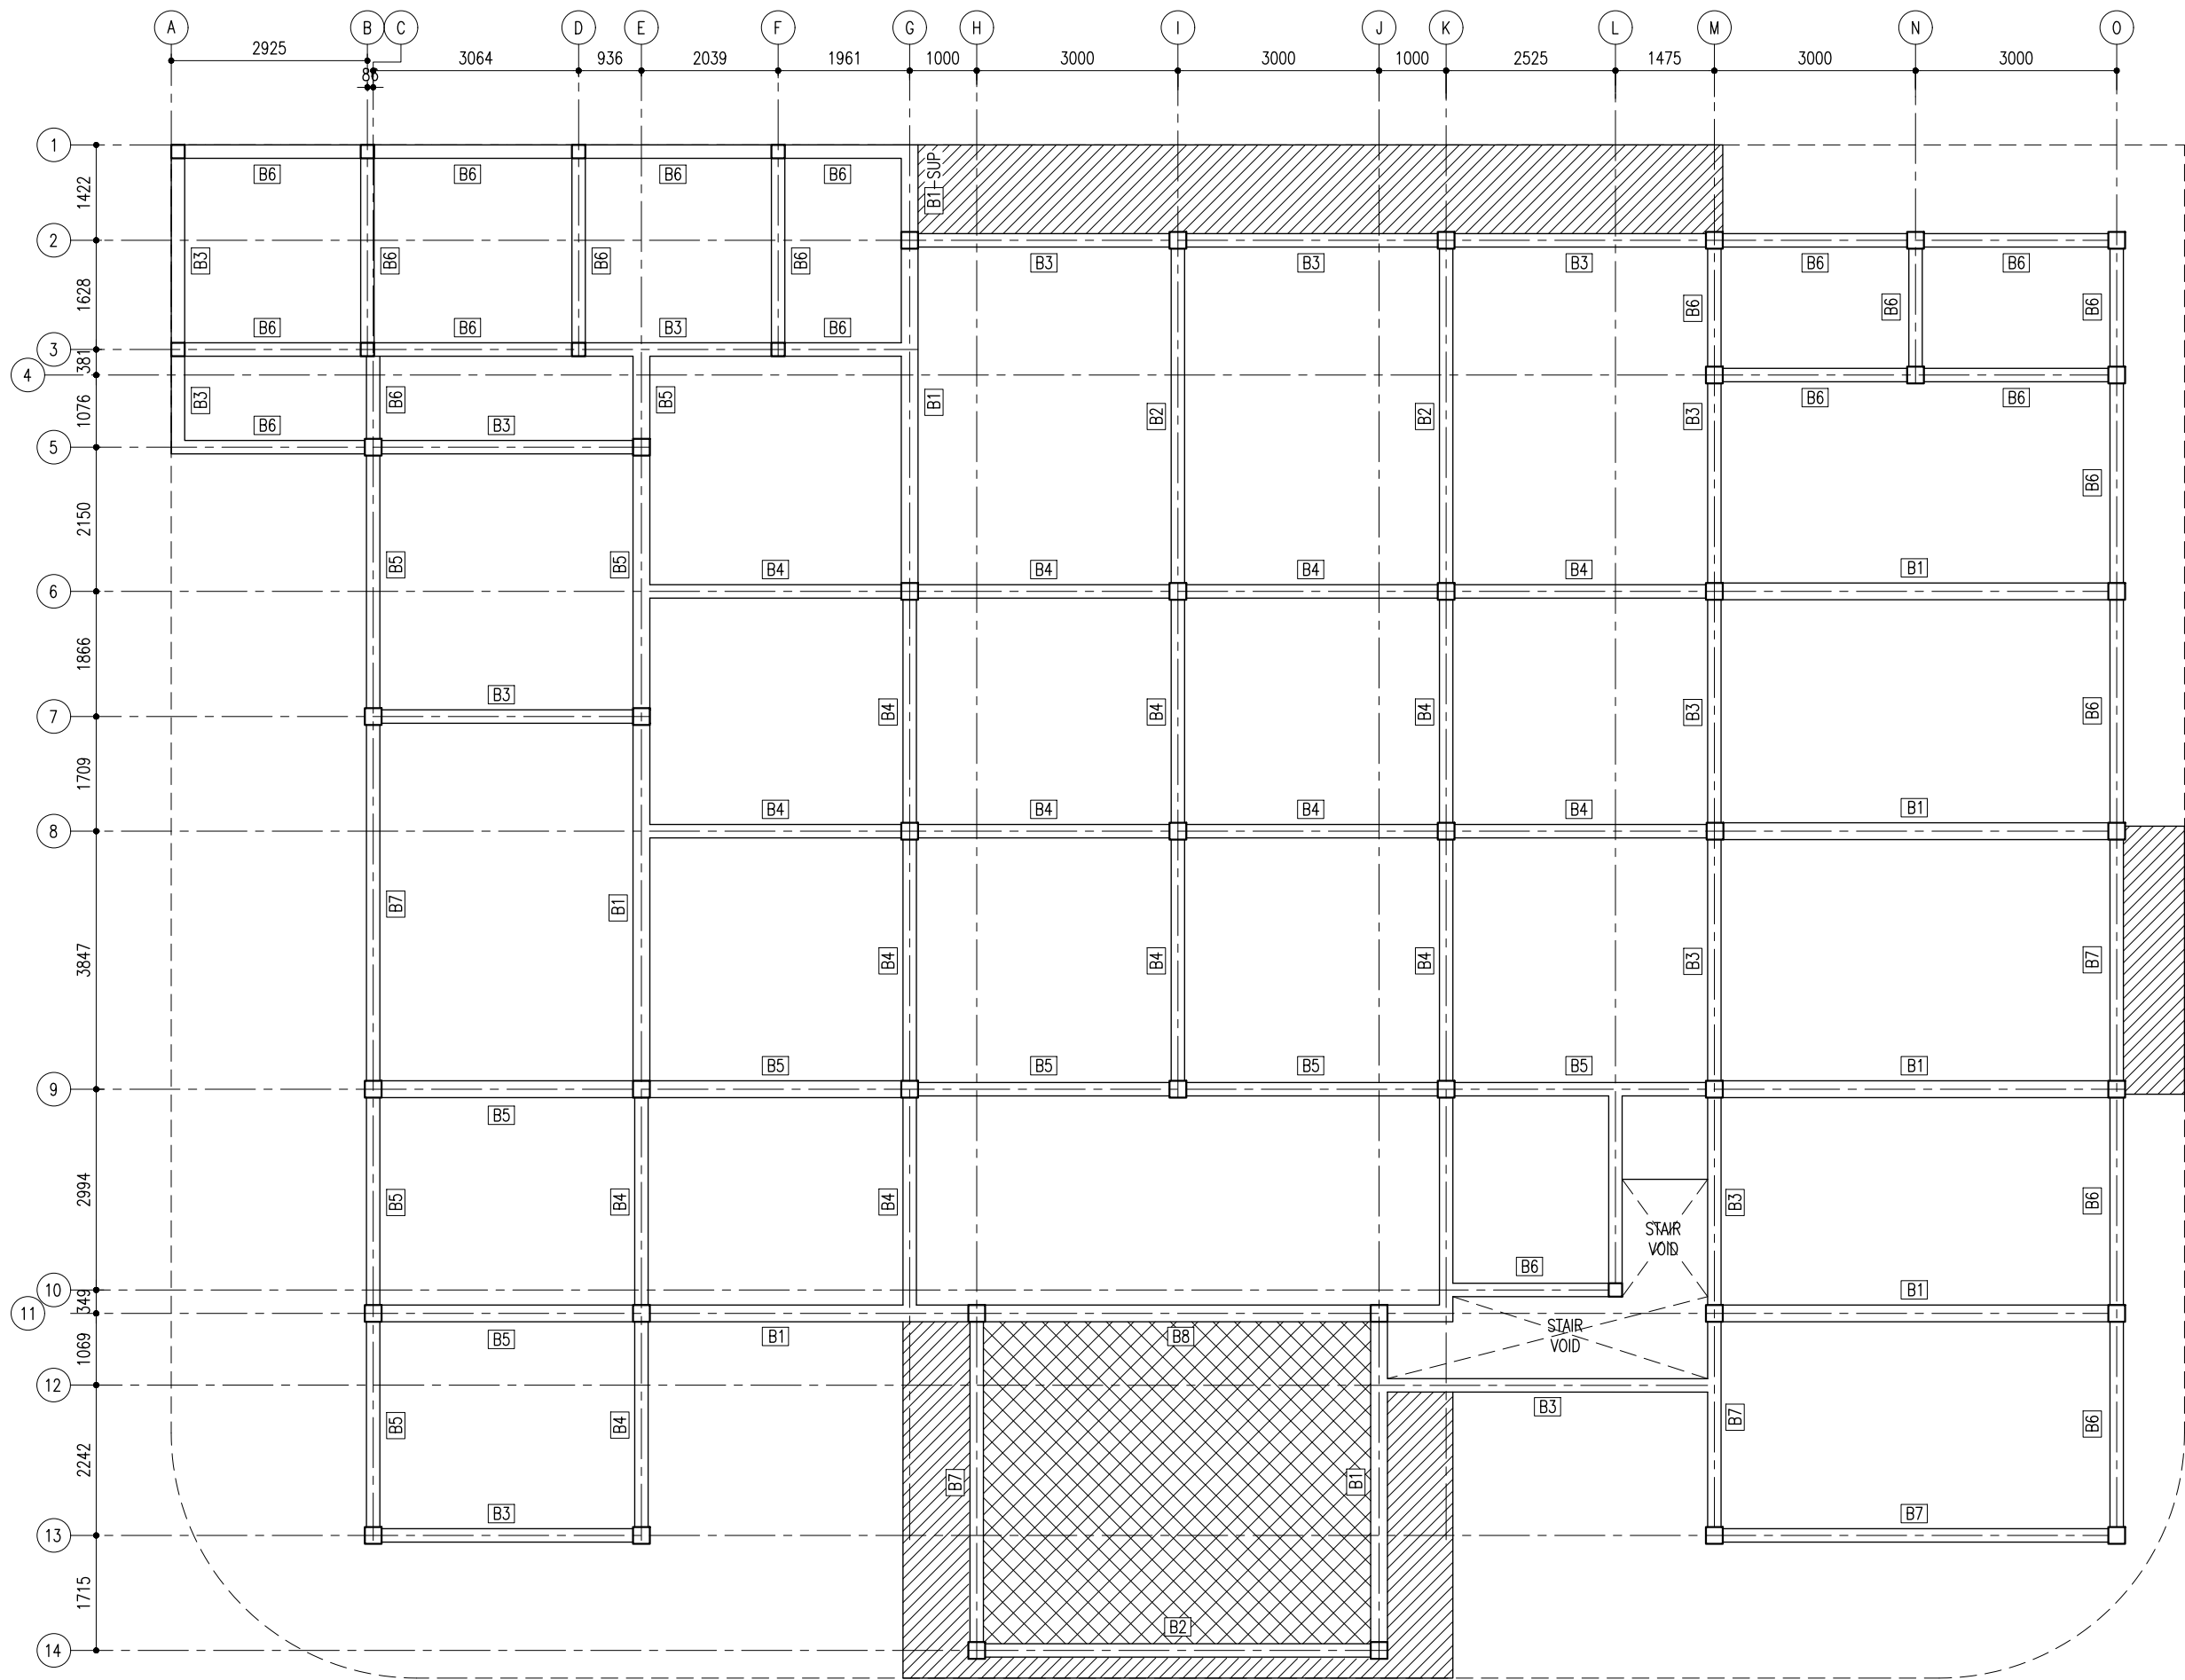 A B C D E F G H I J K L M N O
2925
86 3064 936 2039 1961 1000 3000 3000 1000 2525 1475 3000 3000
1
B6 B6 B6 B6
1422
B1-SUP
2
B3 B6 B6 B6 B3 B3 B3 B6 B6
1628
B6 B6 B6
B6 B6 B3 B6
3
381
4
B3 B6 B5 B1 B2 B2 B3 B6 B6
1076
B6 B3
5
B6
2150
B5 B5
B4 B4 B4 B4 B1
6
1866
B3 B4 B4 B4 B3 B6
7
1709
B4 B4 B4 B4 B1
8
B7 B1
3847
B4 B4 B4 B3 B7
B5 B5 B5 B5 B1
9
B5
2994
B5 B4 B4 B3 B6
STAIR
VOID
B6
10
349
B1
11
B5 B1 B8
STAIR
VOID
1069
12
B3
B5 B4 B7 B6
2242
B7 B1
B3 B7
13
1715
B2
14